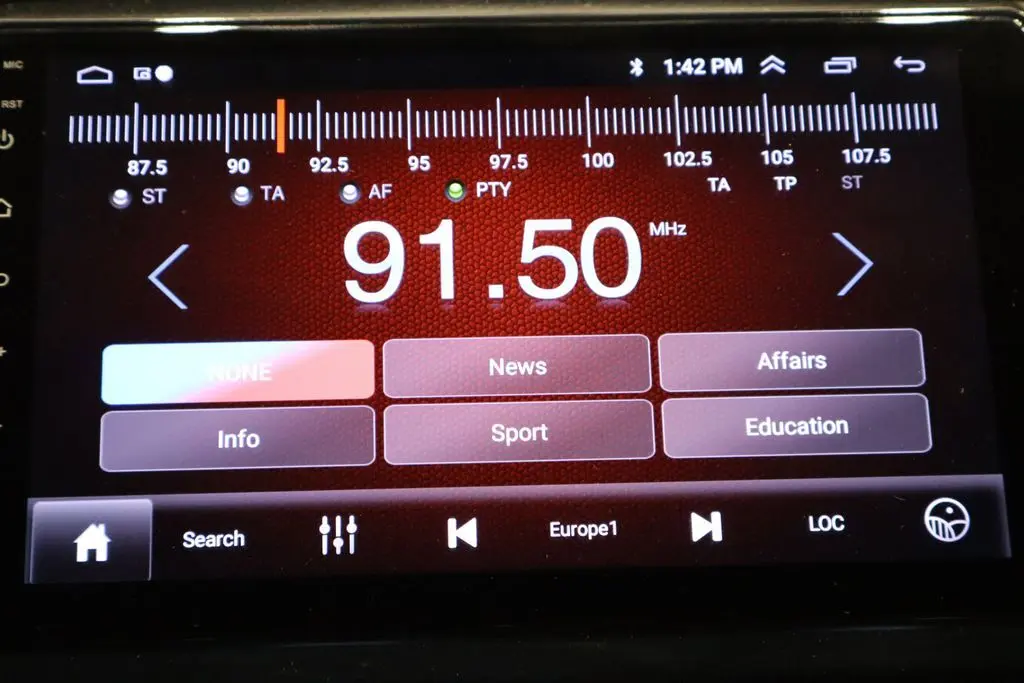 MIC
1:42 PM
RST
87.5 90 92.5 95 97.5 100 102.5 105 107.5
ST TA AF PTY TA TP ST
91.50 MHz
NONE News Affairs
Info Sport Education
Search Europe1 LOC